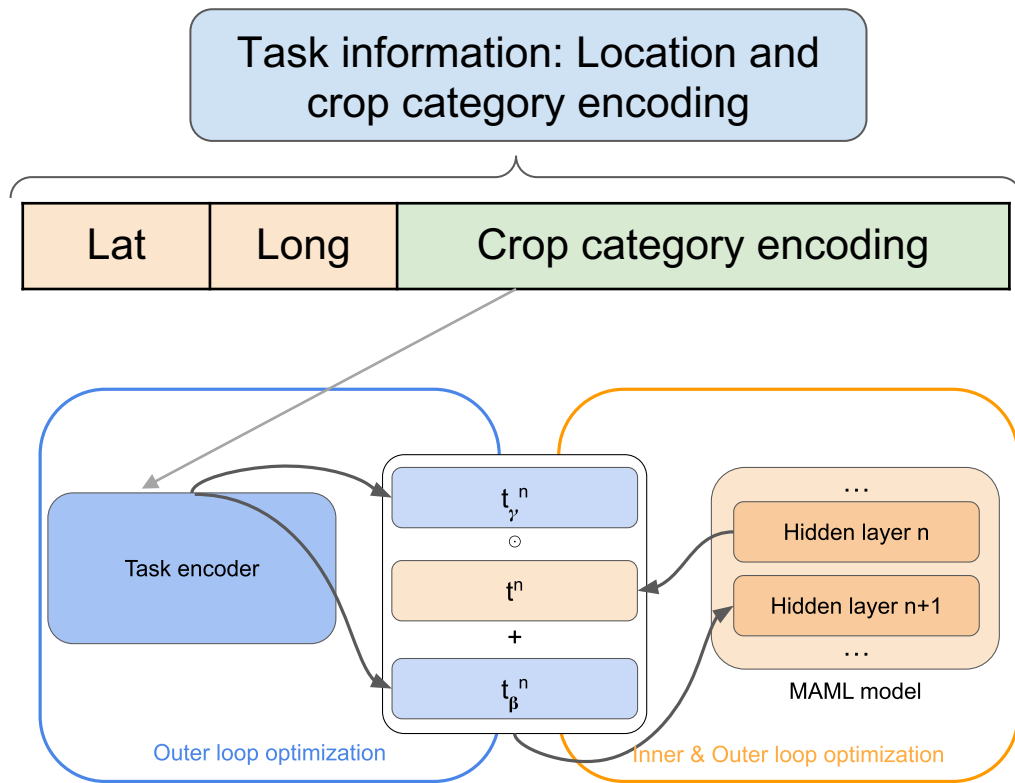 Task information: Location and
crop category encoding
Lat
Long
Crop category encoding
Task encoder
tᵧⁿ
⊙
tⁿ
+
tᵦⁿ
...
Hidden layer n
Hidden layer n+1
...
MAML model
Outer loop optimization
Inner & Outer loop optimization